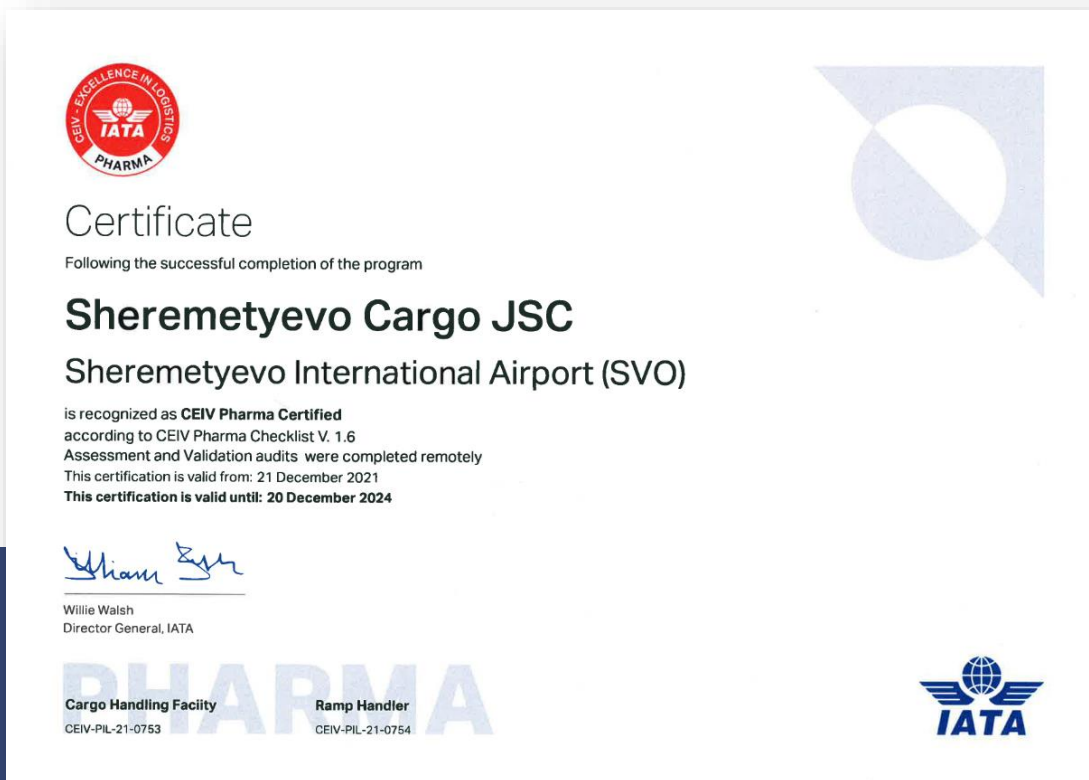 CEIV - EXCELLENCE IN LOGISTICS
IATA
PHARMA
Certificate
Following the successful completion of the program
Sheremetyevo Cargo JSC
Sheremetyevo International Airport (SVO)
is recognized as CEIV Pharma Certified
according to CEIV Pharma Checklist V. 1.6
Assessment and Validation audits were completed remotely
This certification is valid from: 21 December 2021
This certification is valid until: 20 December 2024
Willie Walsh
Director General, IATA
PHARMA
Cargo Handling Faciity
Ramp Handler
CEIV-PIL-21-0753
CEIV-PIL-21-0754
IATA